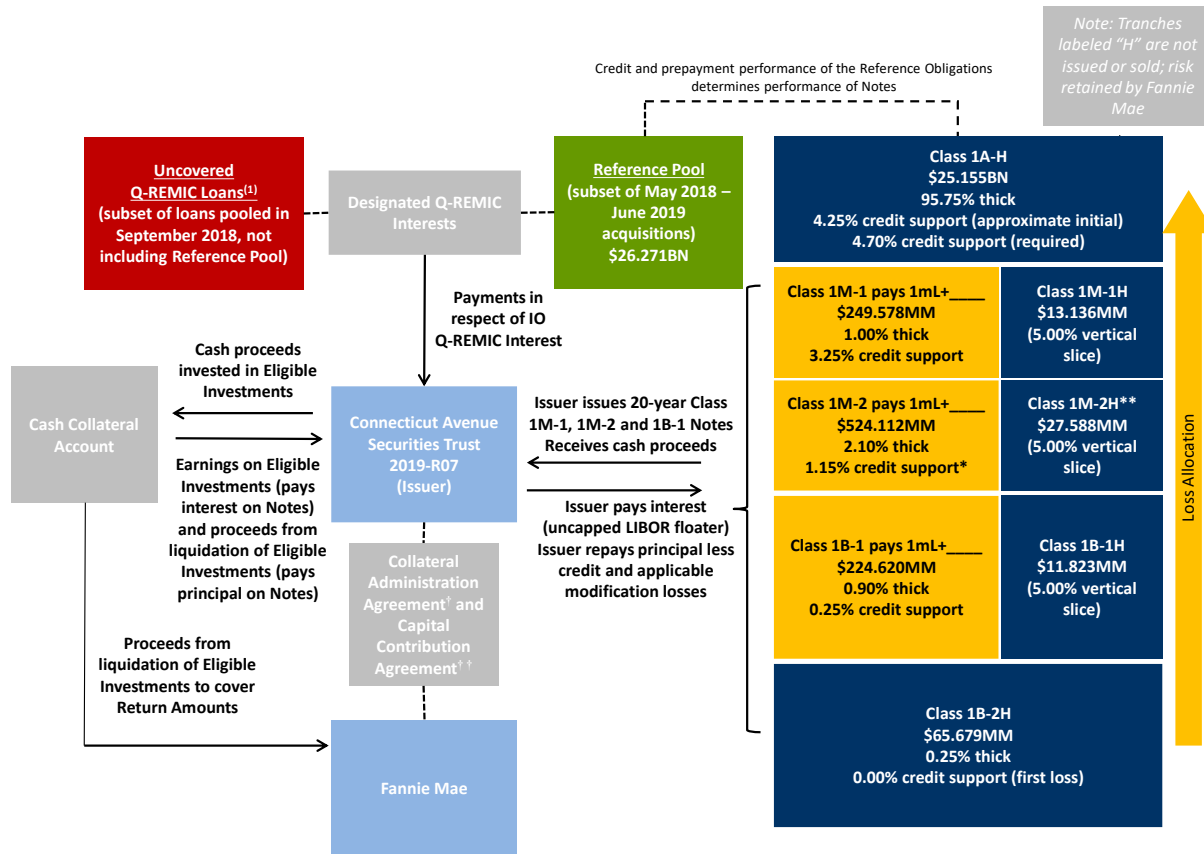 Note: Tranches
labeled “H” are not
issued or sold; risk
retained by Fannie
Mae
Credit and prepayment performance of the Reference Obligations
determines performance of Notes
Uncovered
Q-REMIC Loans(1)
(subset of loans pooled in
September 2018, not
including Reference Pool)
Designated Q-REMIC
Interests
Reference Pool
(subset of May 2018 –
June 2019
acquisitions)
$26.271BN
Class 1A-H
$25.155BN
95.75% thick
4.25% credit support (approximate initial)
4.70% credit support (required)
Payments in
respect of IO
Q-REMIC Interest
Class 1M-1 pays 1mL+____
$249.578MM
1.00% thick
3.25% credit support
Class 1M-1H
$13.136MM
(5.00% vertical
slice)
Cash proceeds
invested in Eligible
Investments
Cash Collateral
Account
Connecticut Avenue
Securities Trust
2019-R07
(Issuer)
Issuer issues 20-year Class
1M-1, 1M-2 and 1B-1 Notes
Receives cash proceeds
Class 1M-2 pays 1mL+____
$524.112MM
2.10% thick
1.15% credit support*
Class 1M-2H**
$27.588MM
(5.00% vertical
slice)
Loss Allocation
Earnings on Eligible
Investments (pays
interest on Notes)
and proceeds from
liquidation of Eligible
Investments (pays
principal on Notes)
Issuer pays interest
(uncapped LIBOR floater)
Issuer repays principal less
credit and applicable
modification losses
Class 1B-1 pays 1mL+____
$224.620MM
0.90% thick
0.25% credit support
Class 1B-1H
$11.823MM
(5.00% vertical
slice)
Collateral
Administration
Agreement† and
Capital
Contribution
Agreement††
Proceeds from
liquidation of Eligible
Investments to cover
Return Amounts
Class 1B-2H
$65.679MM
0.25% thick
0.00% credit support (first loss)
Fannie Mae